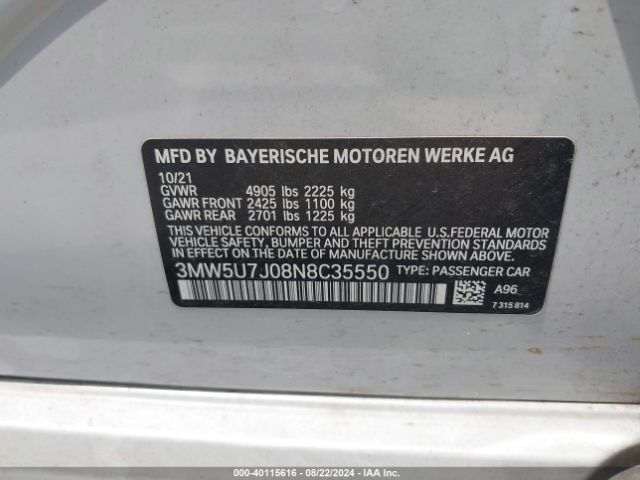 MFD BY BAYERISCHE MOTOREN WERKE AG
10/21
GVWR 4905 lbs 2225 kg
GAWR FRONT 2425 lbs 1100 kg
GAWR REAR 2701 lbs 1225 kg
THIS VEHICLE CONFORMS TO ALL APPLICABLE U.S.FEDERAL MOTOR
VEHICLE SAFETY, BUMPER AND THEFT PREVENTION STANDARDS
IN EFFECT ON THE DATE OF MANUFACTURE SHOWN ABOVE.
3MW5U7J08N8C35550 TYPE: PASSENGER CAR
A96
7 315 814
000-40115616 - 08/22/2024 - IAA Inc.